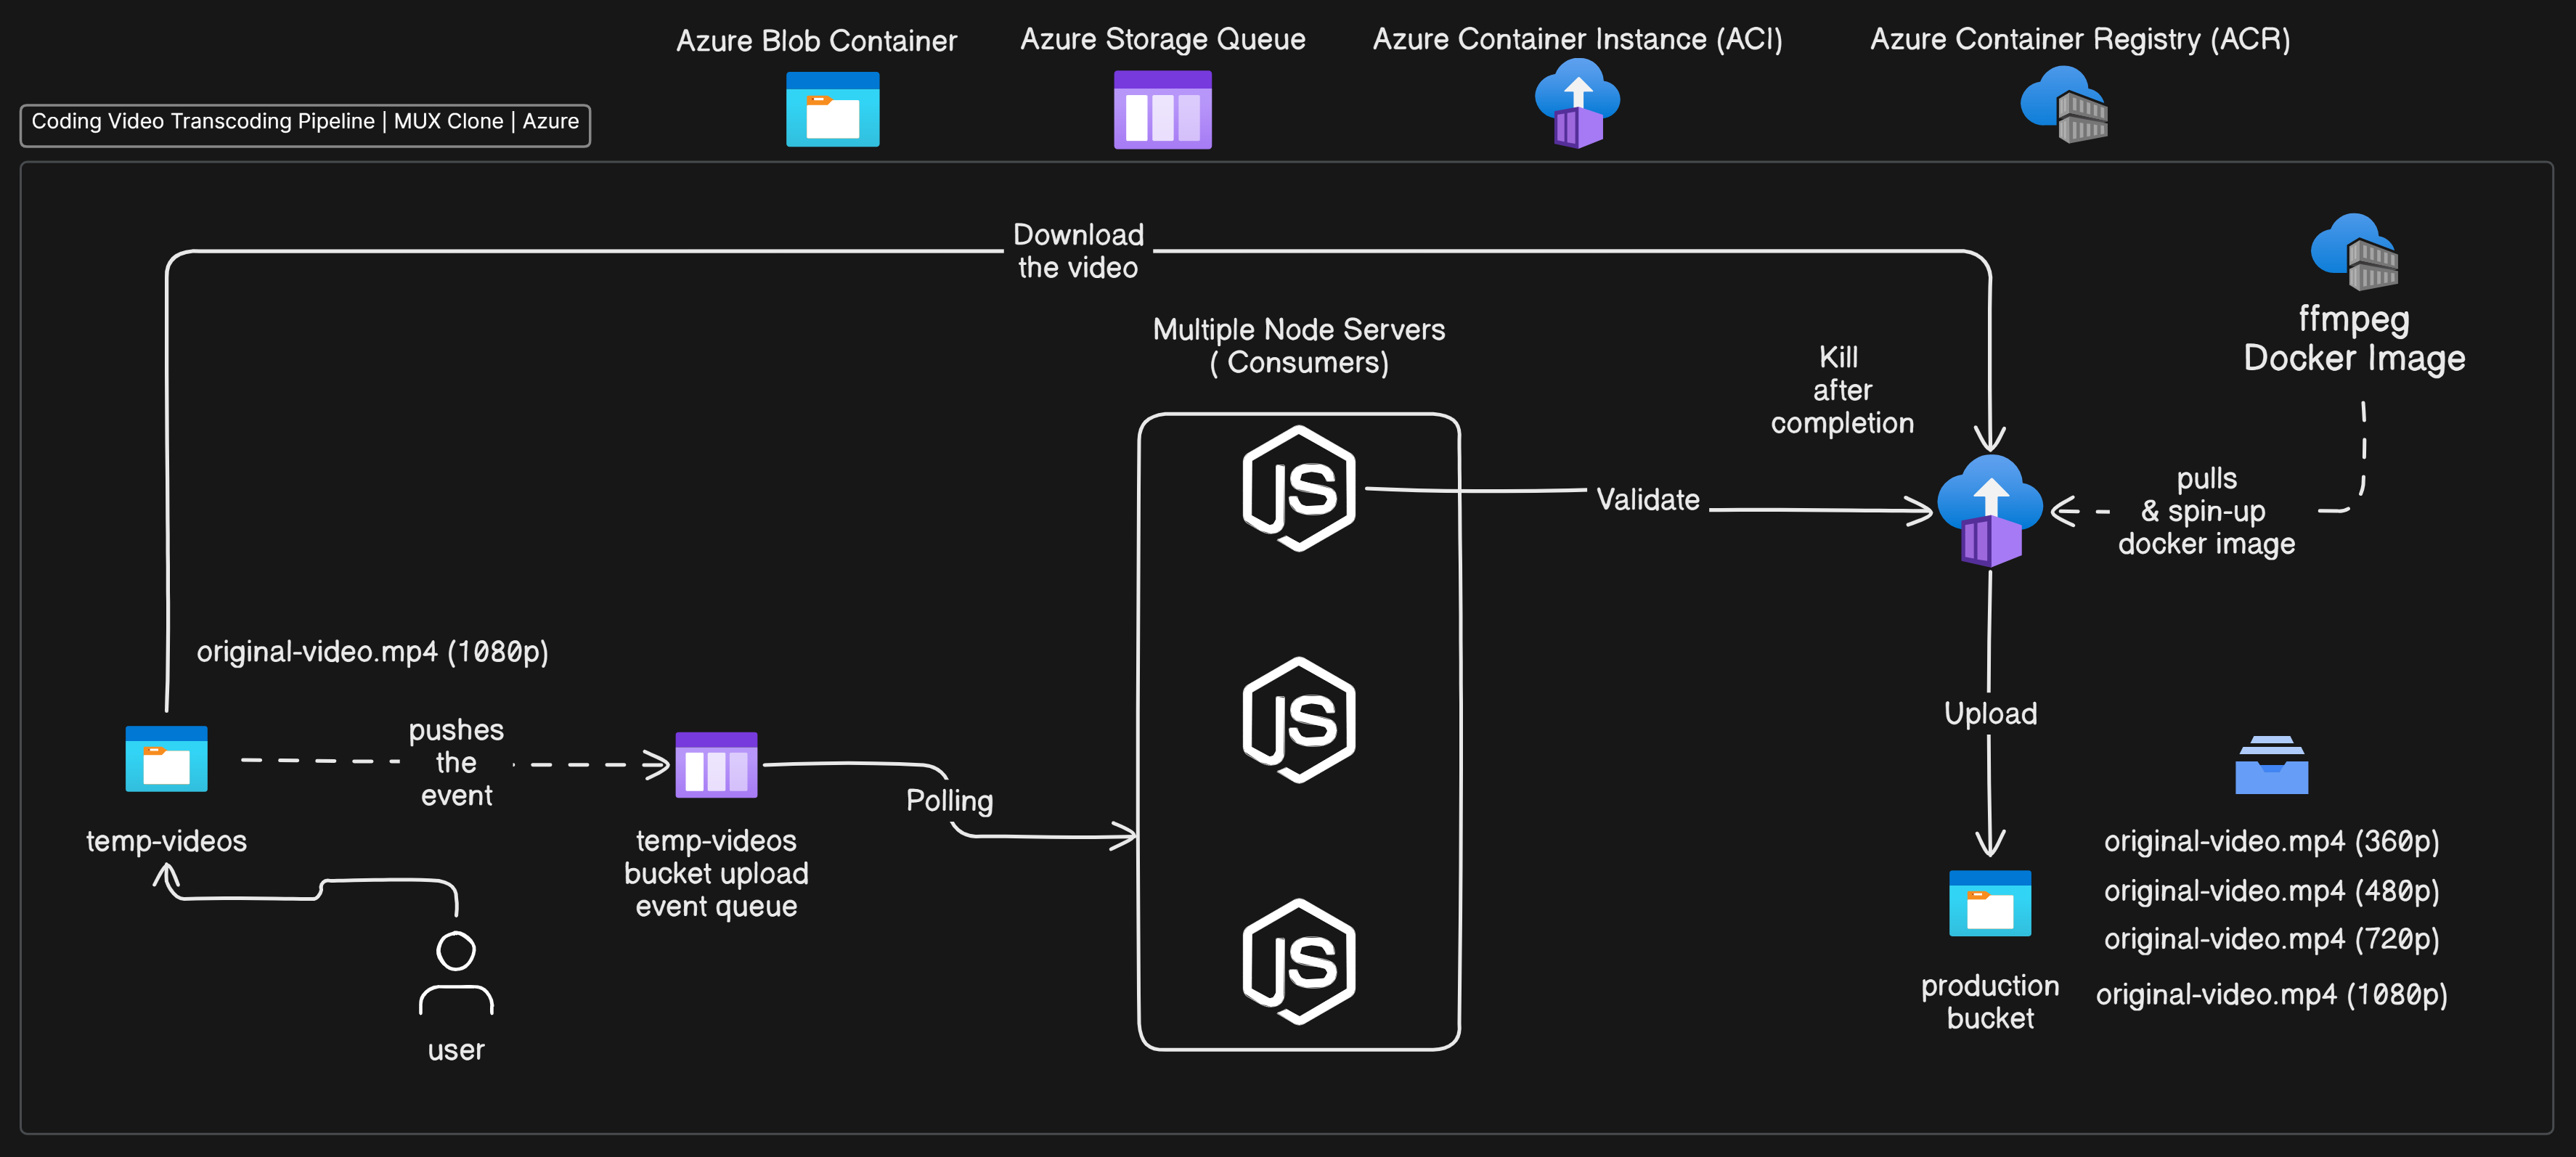 Azure Blob Container
Azure Storage Queue
Azure Container Instance (ACI)
Azure Container Registry (ACR)
Coding Video Transcoding Pipeline | MUX Clone | Azure
Download
the video
Multiple Node Servers
( Consumers)
Kill
after
completion
ffmpeg
Docker Image
JS
Validate
pulls
& spin-up
docker image
original-video.mp4 (1080p)
pushes
the
event
temp-videos
temp-videos
bucket upload
event queue
Polling
JS
JS
user
Upload
production
bucket
original-video.mp4 (360p)
original-video.mp4 (480p)
original-video.mp4 (720p)
original-video.mp4 (1080p)